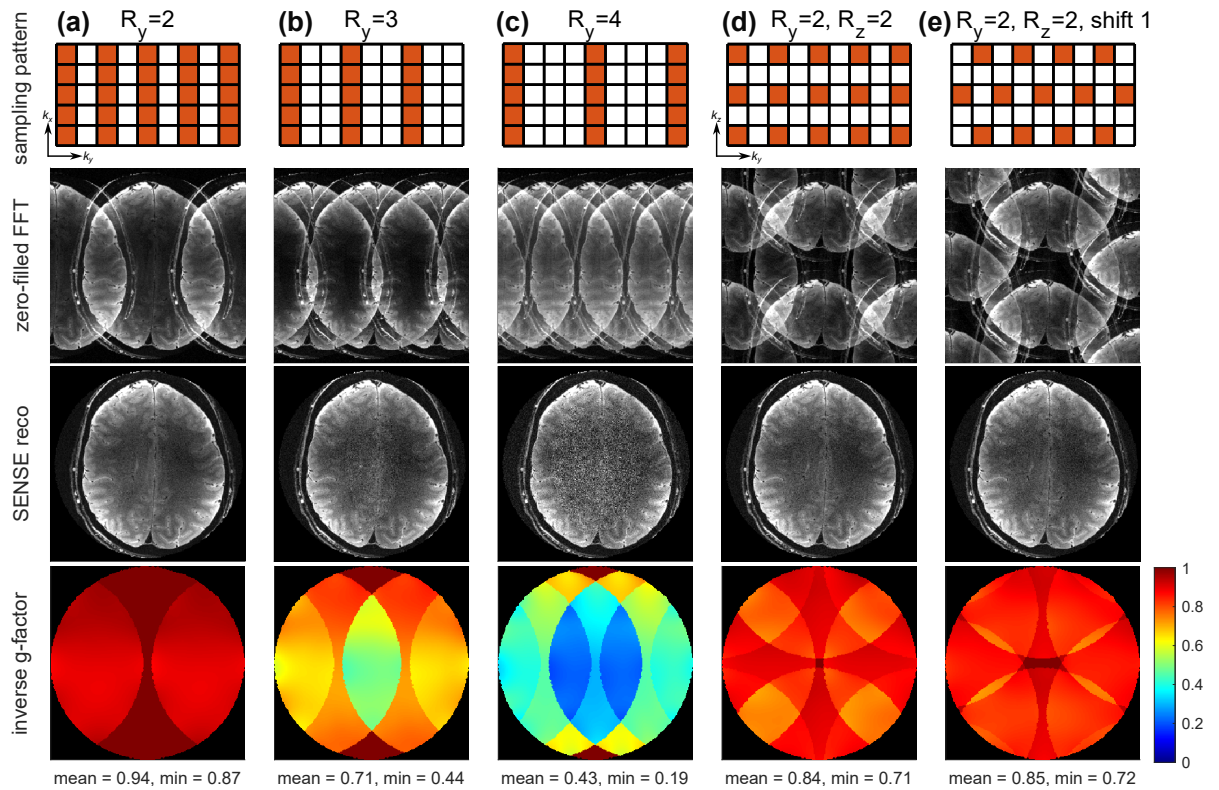 (a) R_y=2
(b) R_y=3
(c) R_y=4
(d) R_y=2, R_z=2
(e) R_y=2, R_z=2, shift 1
sampling pattern
k_x
k_y
k_z
k_y
zero-filled FFT
SENSE reco
inverse g-factor
1
0.8
0.6
0.4
0.2
0
mean = 0.94, min = 0.87
mean = 0.71, min = 0.44
mean = 0.43, min = 0.19
mean = 0.84, min = 0.71
mean = 0.85, min = 0.72